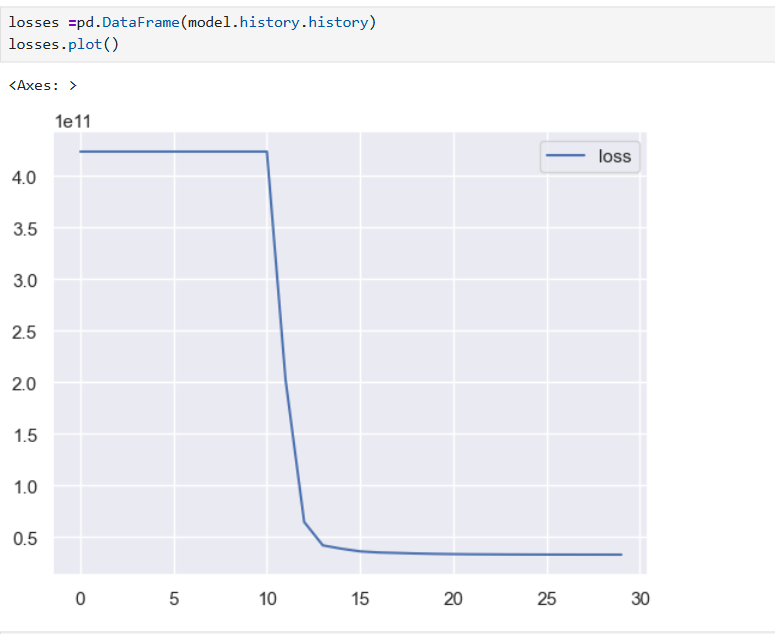 losses =pd.DataFrame(model.history.history)
losses.plot()
<Axes: >
1e11
loss
4.0
3.5
3.0
2.5
2.0
1.5
1.0
0.5
0 5 10 15 20 25 30